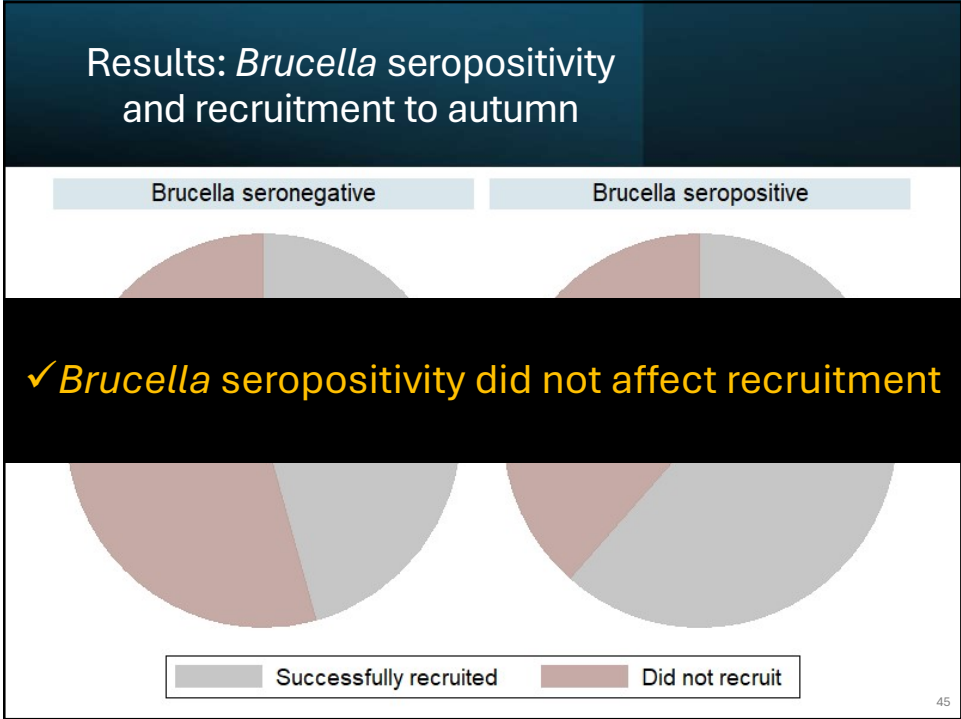 Results: Brucella seropositivity
and recruitment to autumn
Brucella seronegative
Brucella seropositive
✓Brucella seropositivity did not affect recruitment
Successfully recruited
Did not recruit
45